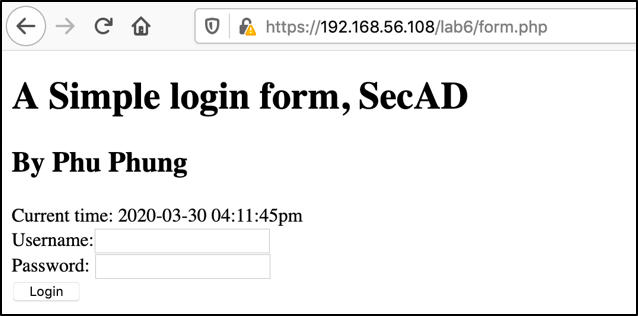 https://192.168.56.108/lab6/form.php
A Simple login form, SecAD
By Phu Phung
Current time: 2020-03-30 04:11:45pm
Username:
Password:
Login